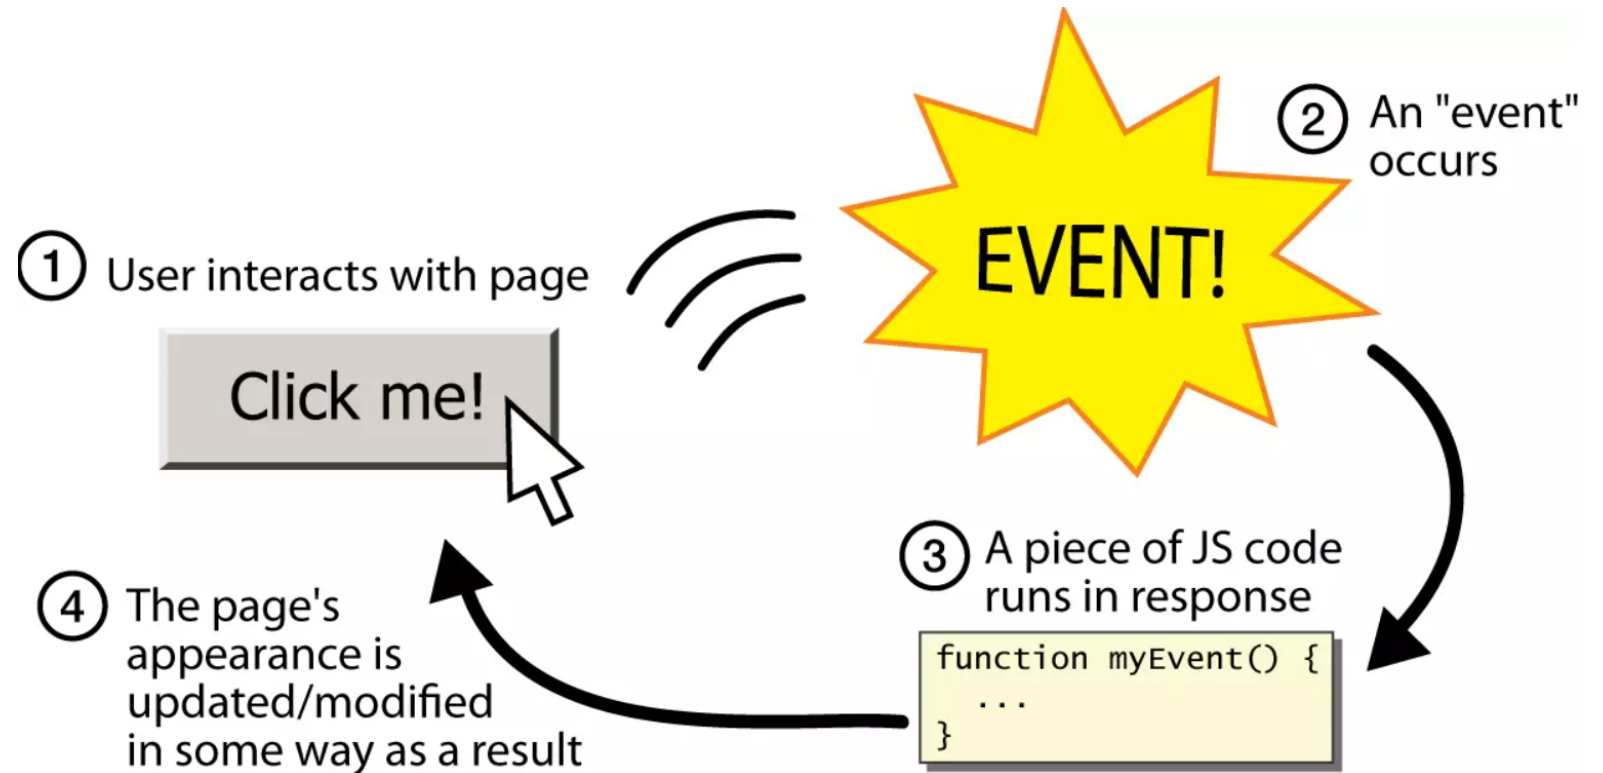 1 User interacts with page
Click me!
EVENT!
2 An "event"
occurs
3 A piece of JS code
runs in response
function myEvent() {
...
}
4 The page's
appearance is
updated/modified
in some way as a result